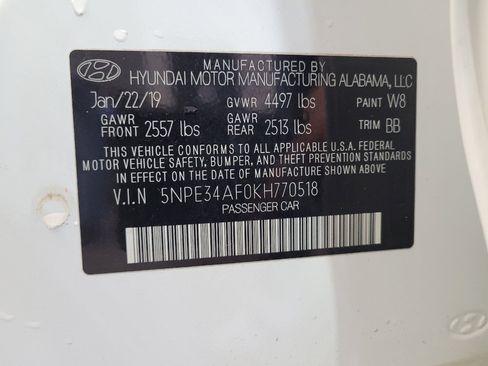 MANUFACTURED BY
HYUNDAI MOTOR MANUFACTURING ALABAMA, LLC
Jan/22/19 GVWR 4497 lbs PAINT W8
GAWR FRONT 2557 lbs GAWR REAR 2513 lbs TRIM BB
THIS VEHICLE CONFORMS TO ALL APPLICABLE U.S.A. FEDERAL
MOTOR VEHICLE SAFETY, BUMPER, AND THEFT PREVENTION STANDARDS
IN EFFECT ON THE DATE OF MANUFACTURE SHOWN ABOVE.
V.I.N 5NPE34AF0KH770518
PASSENGER CAR